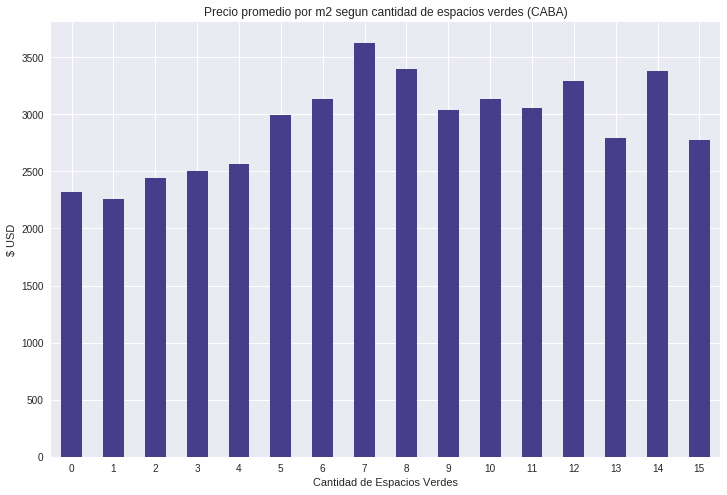 Precio promedio por m2 segun cantidad de espacios verdes (CABA)
$ USD
3500
3000
2500
2000
1500
1000
500
0
0 1 2 3 4 5 6 7 8 9 10 11 12 13 14 15
Cantidad de Espacios Verdes